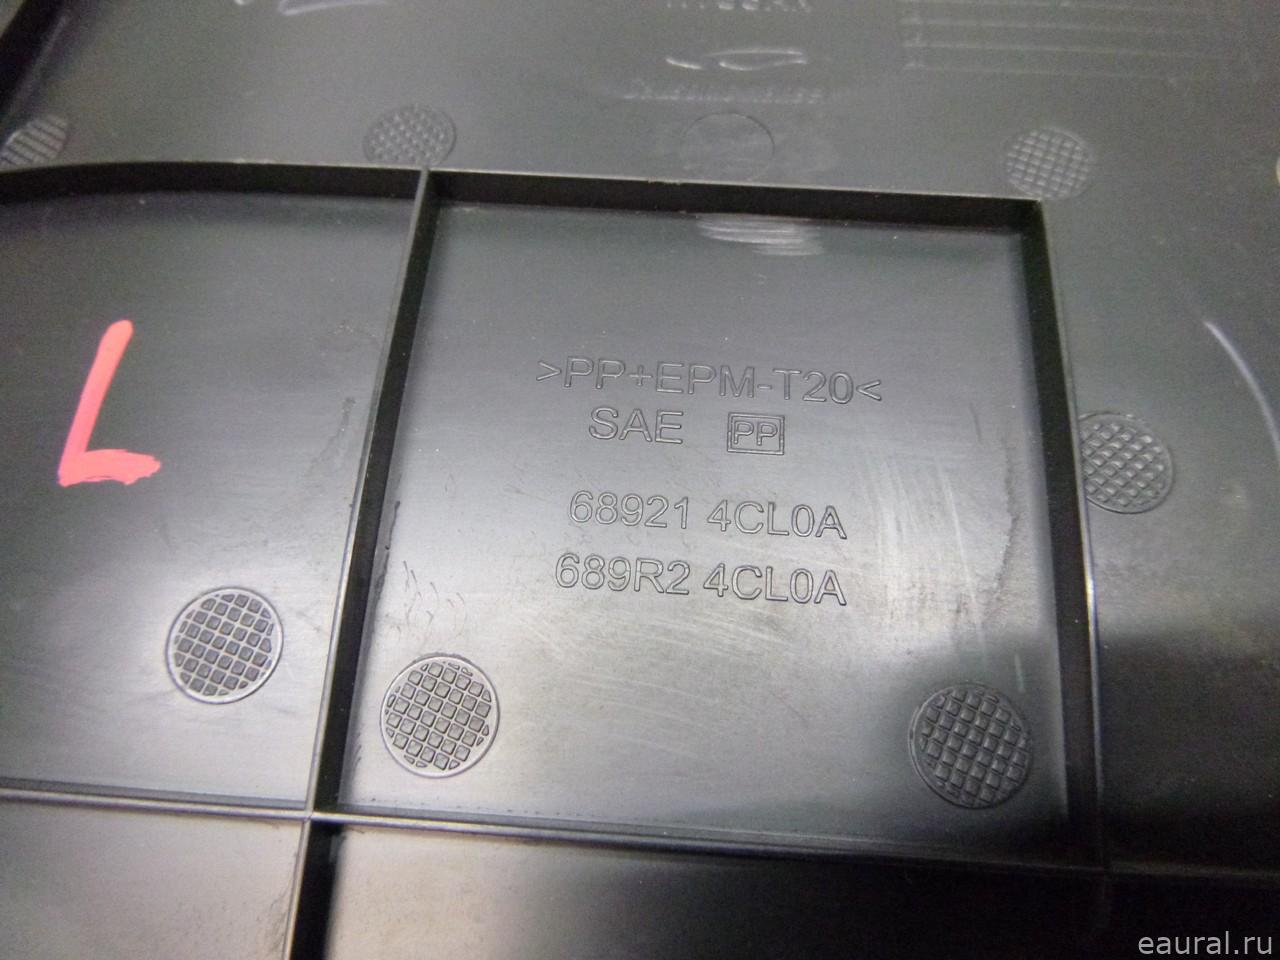 L
>PP+EPM-T20<
SAE PP
68921 4CL0A
689R2 4CL0A
eaural.ru